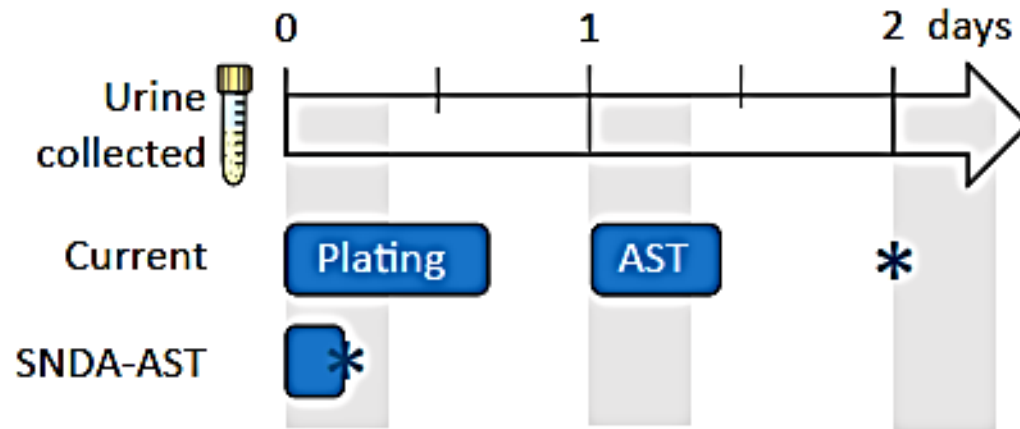 0 1 2 days
Urine
collected
Current Plating AST *
SNDA-AST *